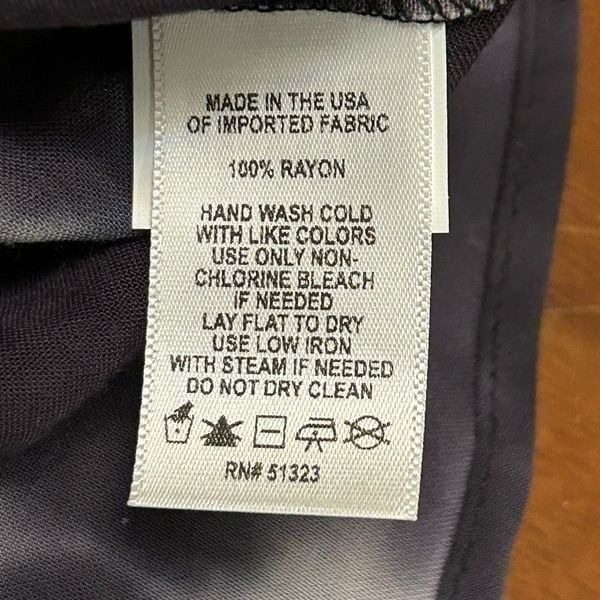 MADE IN THE USA
OF IMPORTED FABRIC
100% RAYON
HAND WASH COLD
WITH LIKE COLORS
USE ONLY NON-
CHLORINE BLEACH
IF NEEDED
LAY FLAT TO DRY
USE LOW IRON
WITH STEAM IF NEEDED
DO NOT DRY CLEAN
RN# 51323